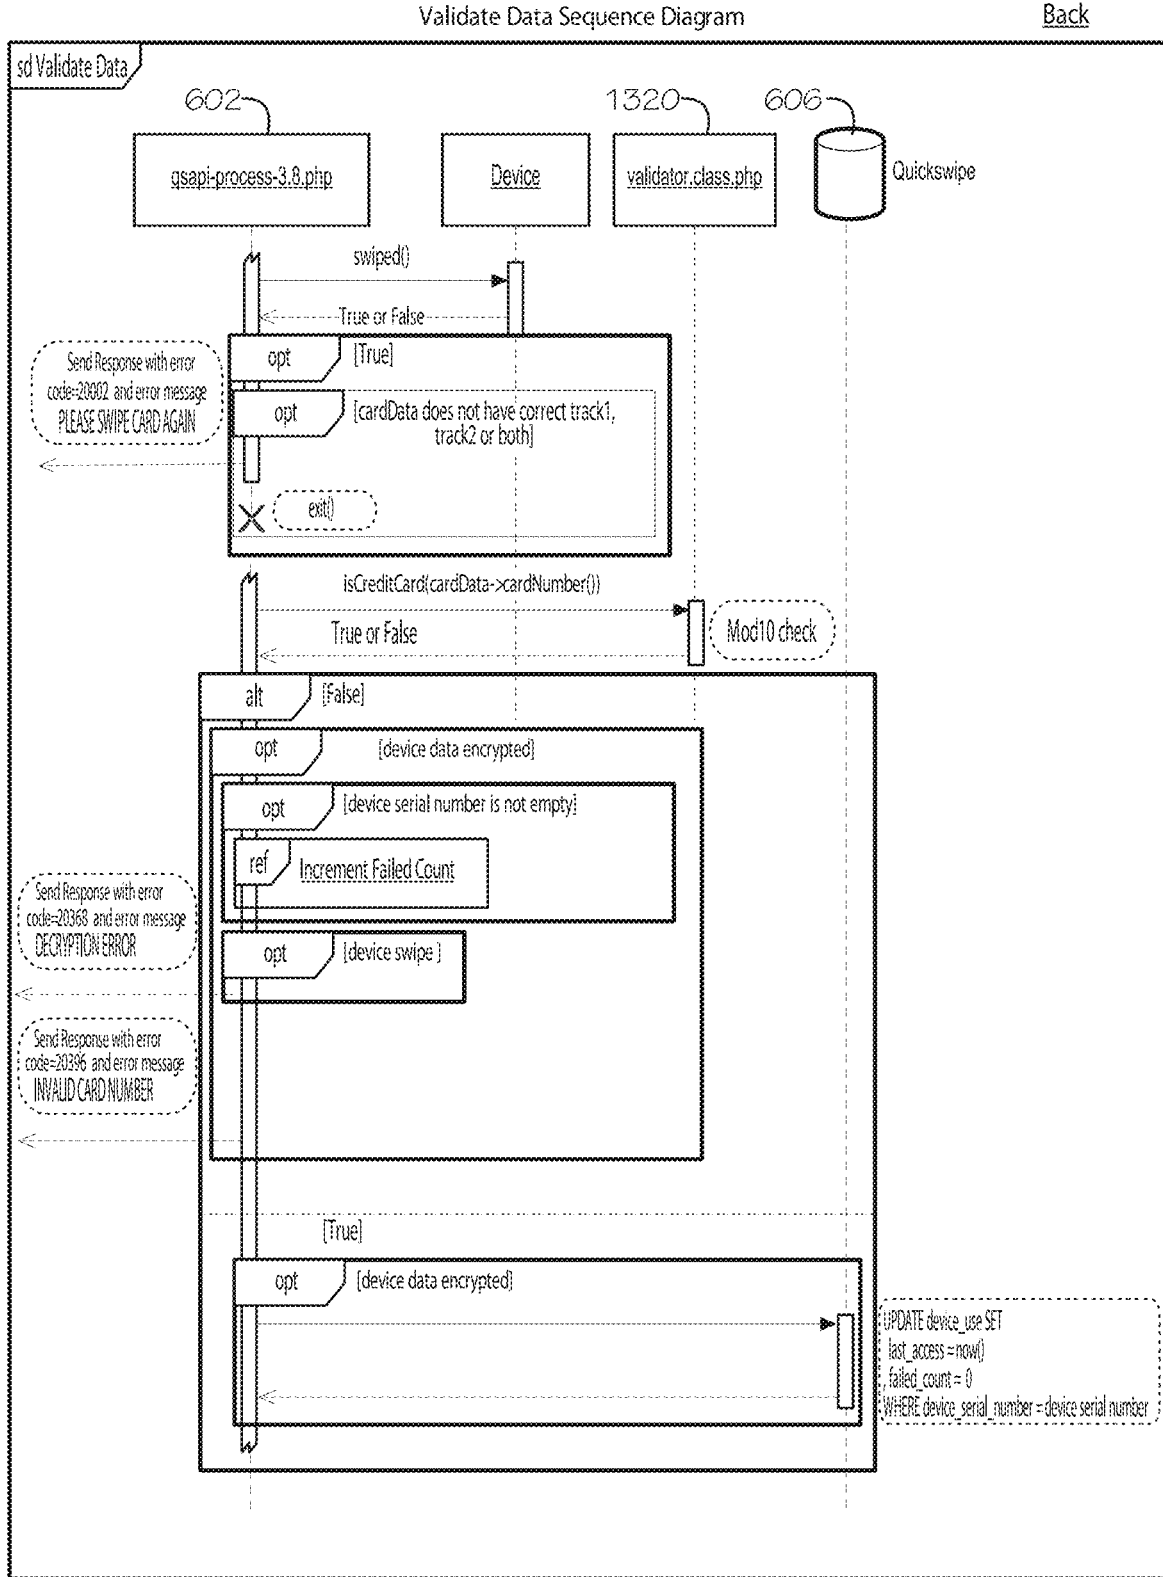 Validate Data Sequence Diagram
Back
sd Validate Data
602
1320
606
qsapi-process-3.8.php
Device
validator.class.php
Quickswipe
swiped()
True or False
opt
[True]
Send Response with error
code=20002 and error message
PLEASE SWIPE CARD AGAIN
opt
[cardData does not have correct track1,
track2 or both]
exit()
isCreditCard(cardData->cardNumber())
True or False
Mod10 check
alt
[False]
opt
[device data encrypted]
opt
[device serial number is not empty]
ref
Increment Failed Count
Send Response with error
code=20368 and error message
DECRYPTION ERROR
opt
[device swipe ]
Send Response with error
code=20396 and error message
INVALID CARD NUMBER
[True]
opt
[device data encrypted]
UPDATE device_use SET
last_access = now()
, failed_count = 0
WHERE device_serial_number = device serial number